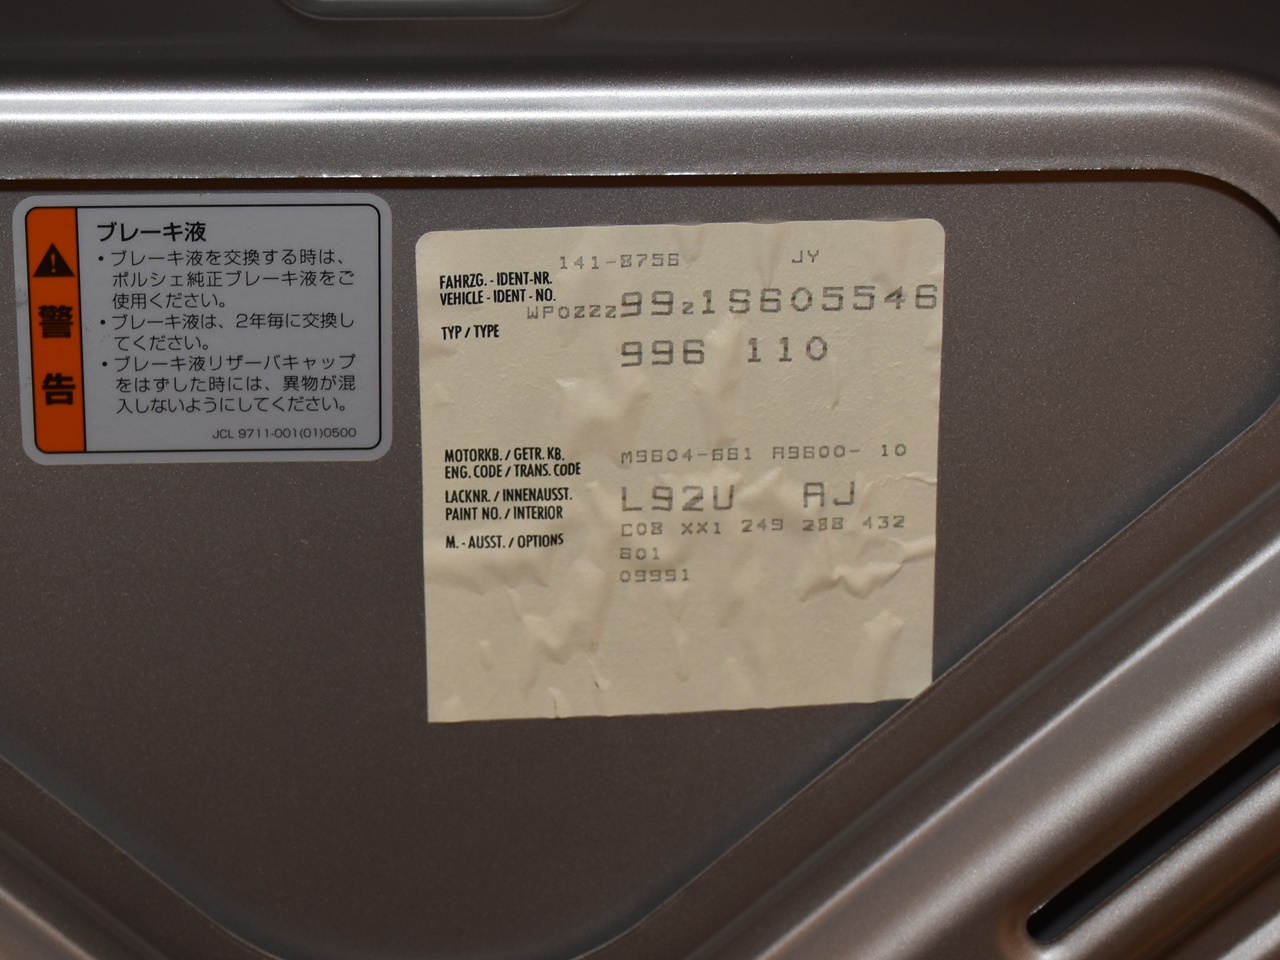 ブレーキ液
・ブレーキ液を交換する時は、
ポルシェ純正ブレーキ液をご
使用ください。
・ブレーキ液は、2年毎に交換し
てください。
・ブレーキ液リザーバキャップ
をはずした時には、異物が混
入しないようにしてください。
JCL 9711-001(01)0500
警
告
141-8756 JY
FAHRZG. - IDENT-NR.
VEHICLE - IDENT - NO.
WP0ZZZ99Z1S605546
TYP / TYPE
996 110
MOTORKB. / GETR. KB.
ENG. CODE / TRANS. CODE
M9604-661 A9600- 10
LACKNR. / INNENAUSST.
PAINT NO. / INTERIOR
L92U AJ
M. - AUSST. / OPTIONS
C08 XX1 249 288 432
601
09991